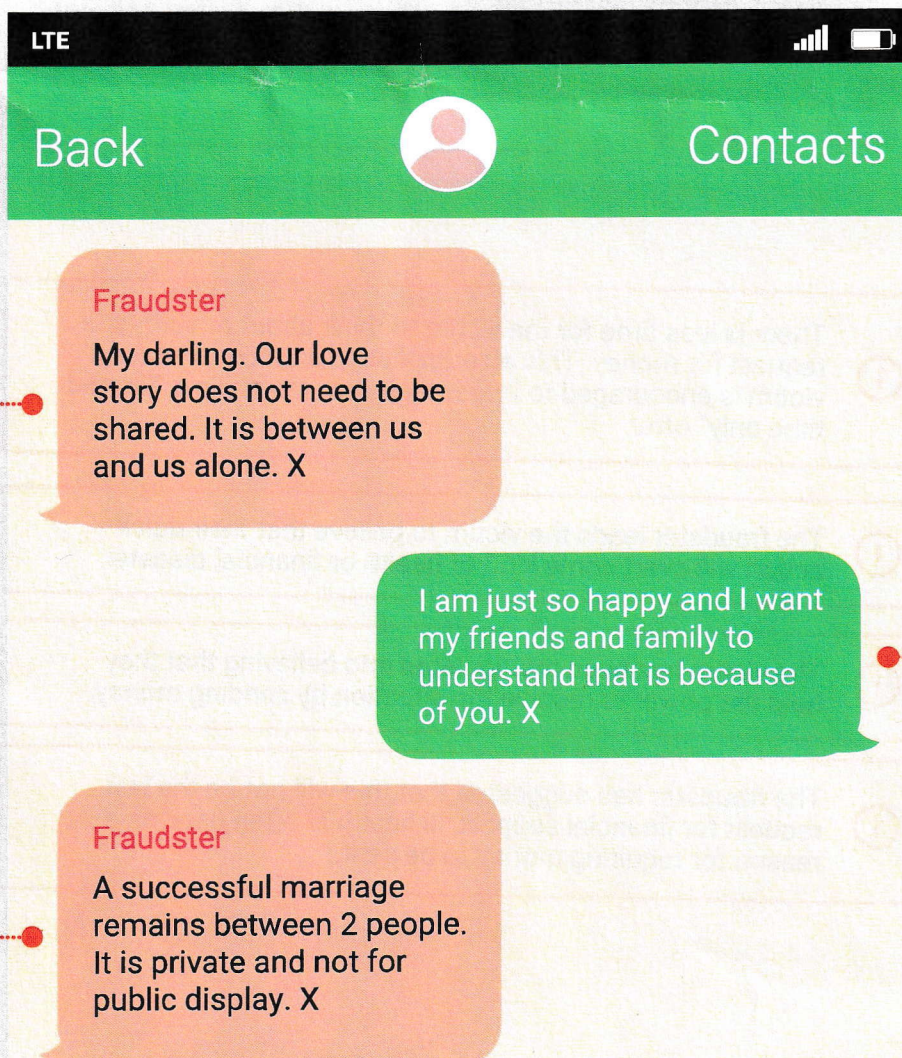 LTE
Back
Contacts
Fraudster
My darling. Our love
story does not need to be
shared. It is between us
and us alone. X
I am just so happy and I want
my friends and family to
understand that is because
of you. X
Fraudster
A successful marriage
remains between 2 people.
It is private and not for
public display. X